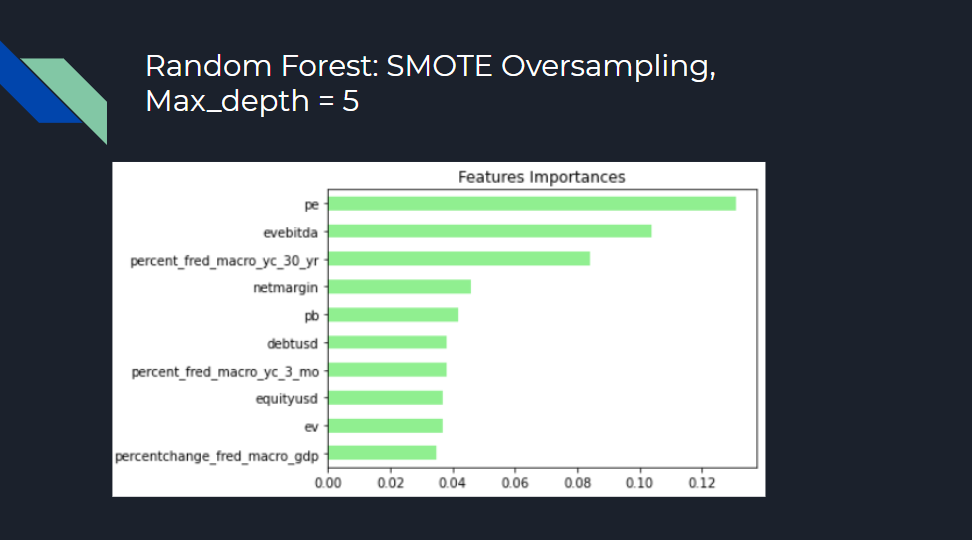 Random Forest: SMOTE Oversampling,
Max_depth = 5
Features Importances
pe
evebitda
percent_fred_macro_yc_30_yr
netmargin
pb
debtusd
percent_fred_macro_yc_3_mo
equityusd
ev
percentchange_fred_macro_gdp
0.00 0.02 0.04 0.06 0.08 0.10 0.12